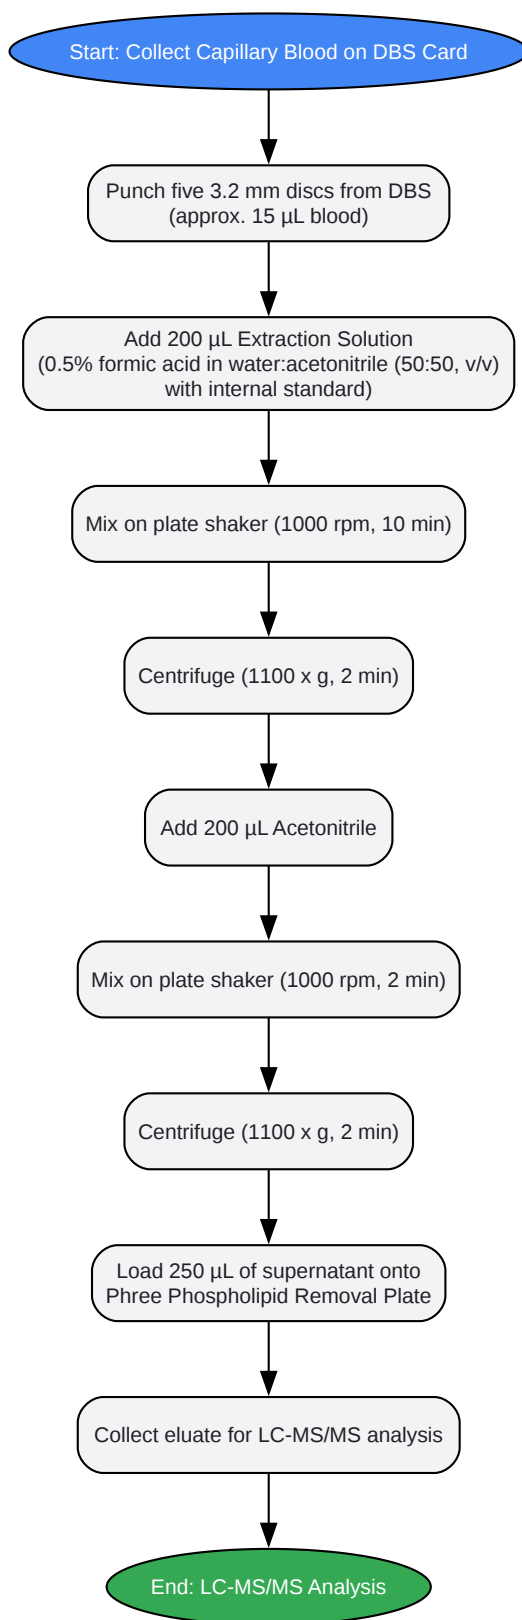 Start: Collect Capillary Blood on DBS Card
Punch five 3.2 mm discs from DBS
(approx. 15 µL blood)
Add 200 µL Extraction Solution
(0.5% formic acid in water:acetonitrile (50:50, v/v)
with internal standard)
Mix on plate shaker (1000 rpm, 10 min)
Centrifuge (1100 x g, 2 min)
Add 200 µL Acetonitrile
Mix on plate shaker (1000 rpm, 2 min)
Centrifuge (1100 x g, 2 min)
Load 250 µL of supernatant onto
Phree Phospholipid Removal Plate
Collect eluate for LC-MS/MS analysis
End: LC-MS/MS Analysis